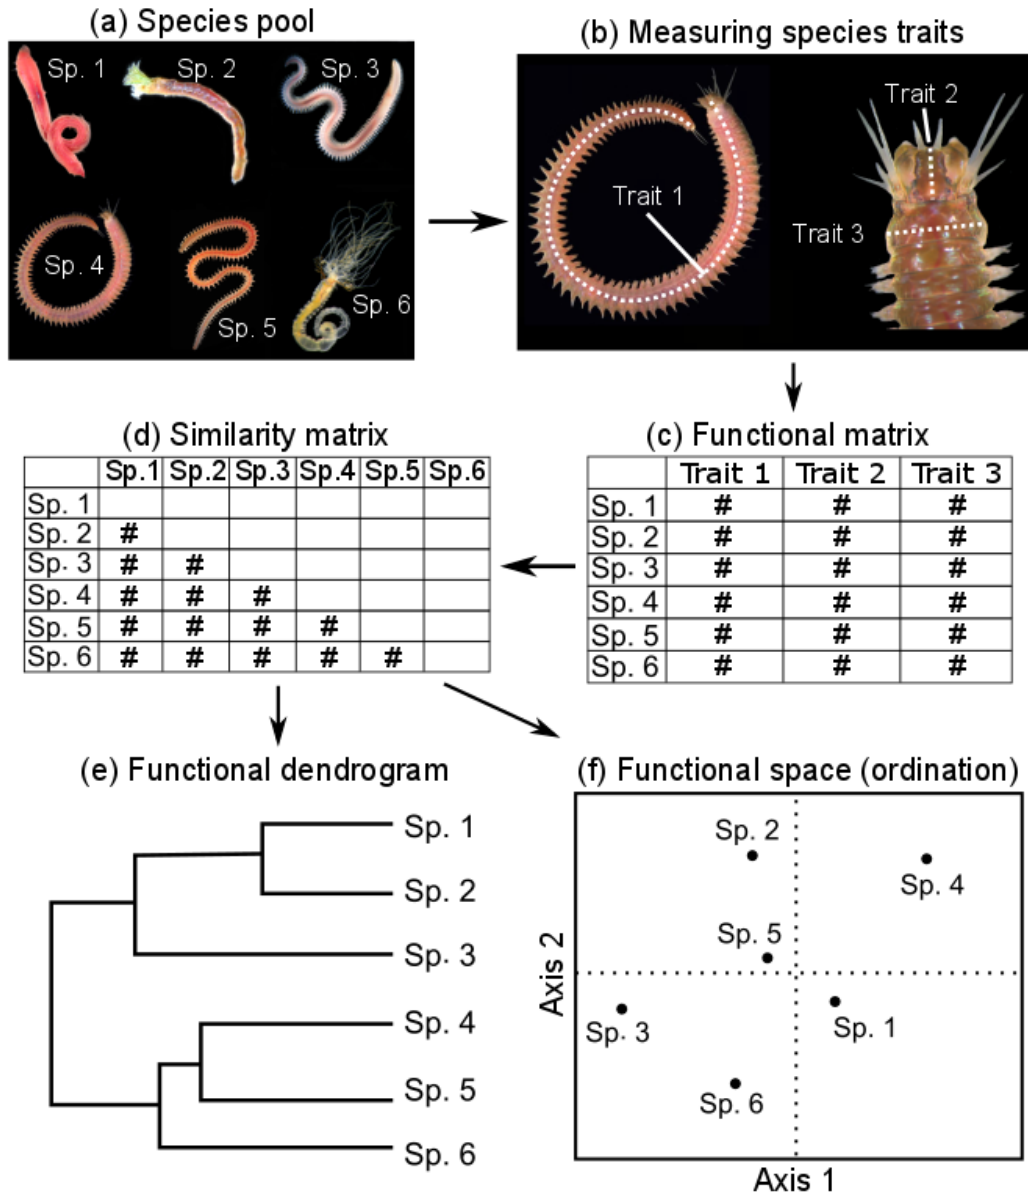 (a) Species pool
Sp. 1
Sp. 2
Sp. 3
Sp. 4
Sp. 5
Sp. 6
(b) Measuring species traits
Trait 1
Trait 2
Trait 3
(d) Similarity matrix
Sp.1 Sp.2 Sp.3 Sp.4 Sp.5 Sp.6
Sp. 1
Sp. 2 #
Sp. 3 # #
Sp. 4 # # #
Sp. 5 # # # #
Sp. 6 # # # # #
(c) Functional matrix
Trait 1 Trait 2 Trait 3
Sp. 1 # # #
Sp. 2 # # #
Sp. 3 # # #
Sp. 4 # # #
Sp. 5 # # #
Sp. 6 # # #
(e) Functional dendrogram
Sp. 1
Sp. 2
Sp. 3
Sp. 4
Sp. 5
Sp. 6
(f) Functional space (ordination)
Sp. 2
Sp. 4
Sp. 5
Sp. 3
Sp. 1
Sp. 6
Axis 2
Axis 1